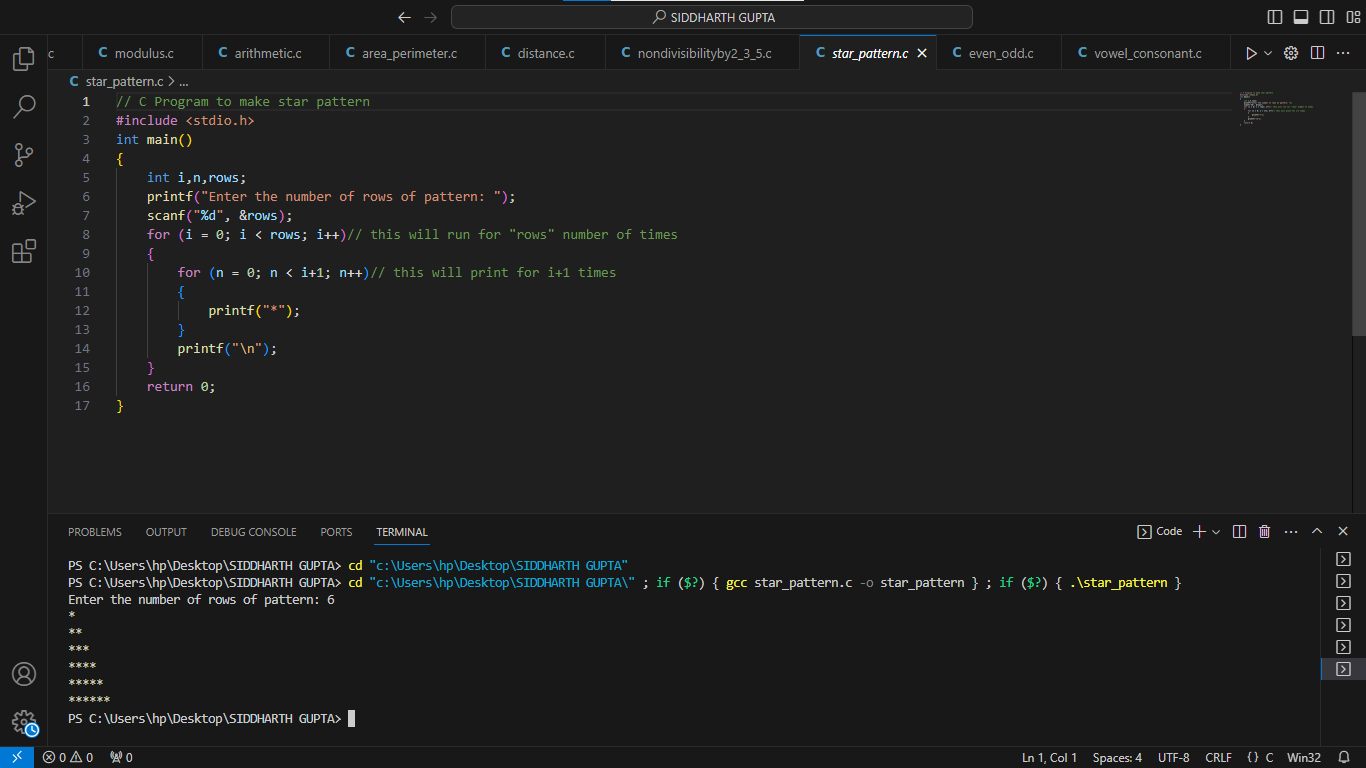 SIDDHARTH GUPTA
c C modulus.c C arithmetic.c C area_perimeter.c C distance.c C nondivisibilityby2_3_5.c C star_pattern.c C even_odd.c C vowel_consonant.c
C star_pattern.c > ...
1 // C Program to make star pattern
2 #include <stdio.h>
3 int main()
4 {
5     int i,n,rows;
6     printf("Enter the number of rows of pattern: ");
7     scanf("%d", &rows);
8     for (i = 0; i < rows; i++)// this will run for "rows" number of times
9     {
10         for (n = 0; n < i+1; n++)// this will print for i+1 times
11         {
12             printf("*");
13         }
14         printf("\n");
15     }
16     return 0;
17 }
PROBLEMS OUTPUT DEBUG CONSOLE PORTS TERMINAL Code
PS C:\Users\hp\Desktop\SIDDHARTH GUPTA> cd "c:\Users\hp\Desktop\SIDDHARTH GUPTA"
PS C:\Users\hp\Desktop\SIDDHARTH GUPTA> cd "c:\Users\hp\Desktop\SIDDHARTH GUPTA\" ; if ($?) { gcc star_pattern.c -o star_pattern } ; if ($?) { .\star_pattern }
Enter the number of rows of pattern: 6
*
**
***
****
*****
******
PS C:\Users\hp\Desktop\SIDDHARTH GUPTA>
0 0 0 Ln 1, Col 1 Spaces: 4 UTF-8 CRLF {} C Win32